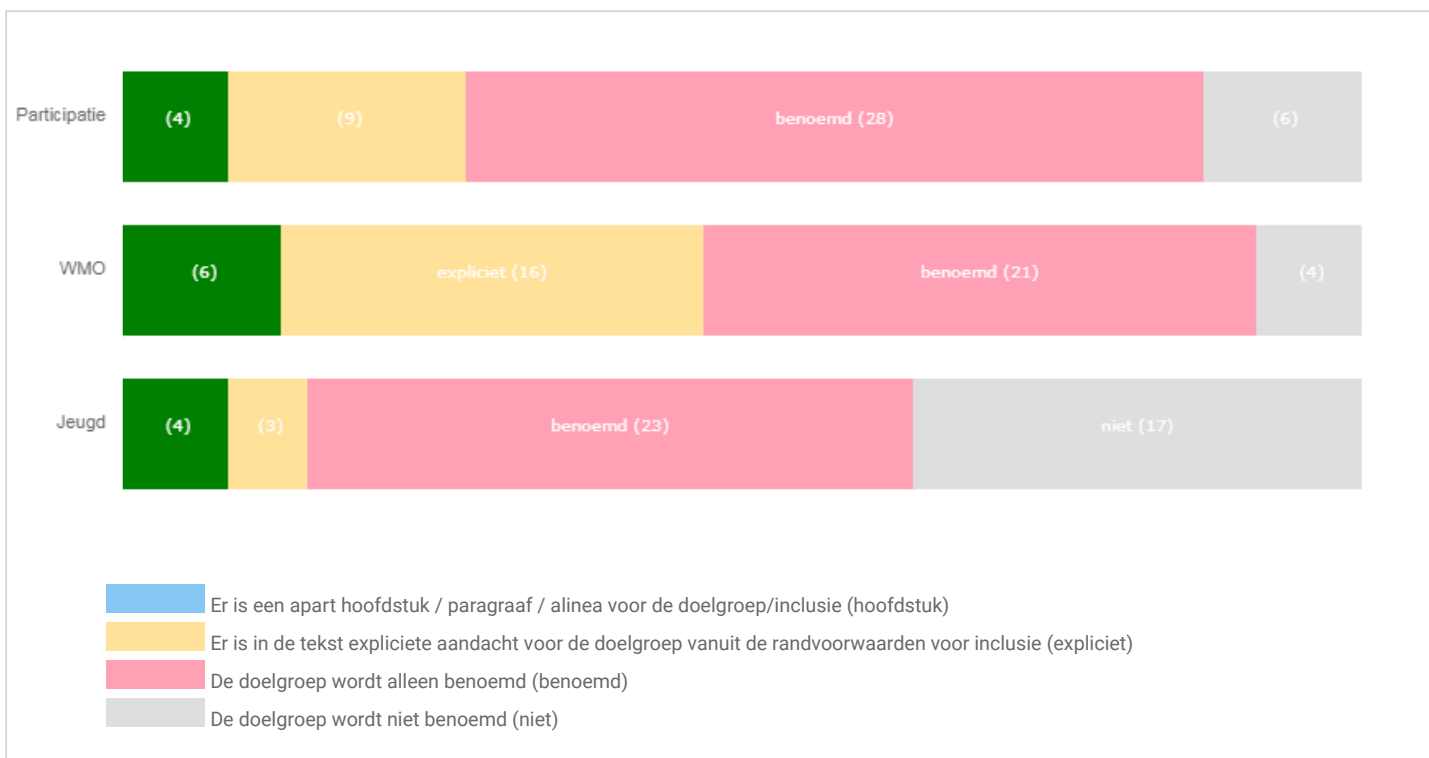 Participatie (4) (9) benoemd (28) (6)
WMO (6) expliciet (16) benoemd (21) (4)
Jeugd (4) (3) benoemd (23) niet (17)
Er is een apart hoofdstuk / paragraaf / alinea voor de doelgroep/inclusie (hoofdstuk)
Er is in de tekst expliciete aandacht voor de doelgroep vanuit de randvoorwaarden voor inclusie (expliciet)
De doelgroep wordt alleen benoemd (benoemd)
De doelgroep wordt niet benoemd (niet)